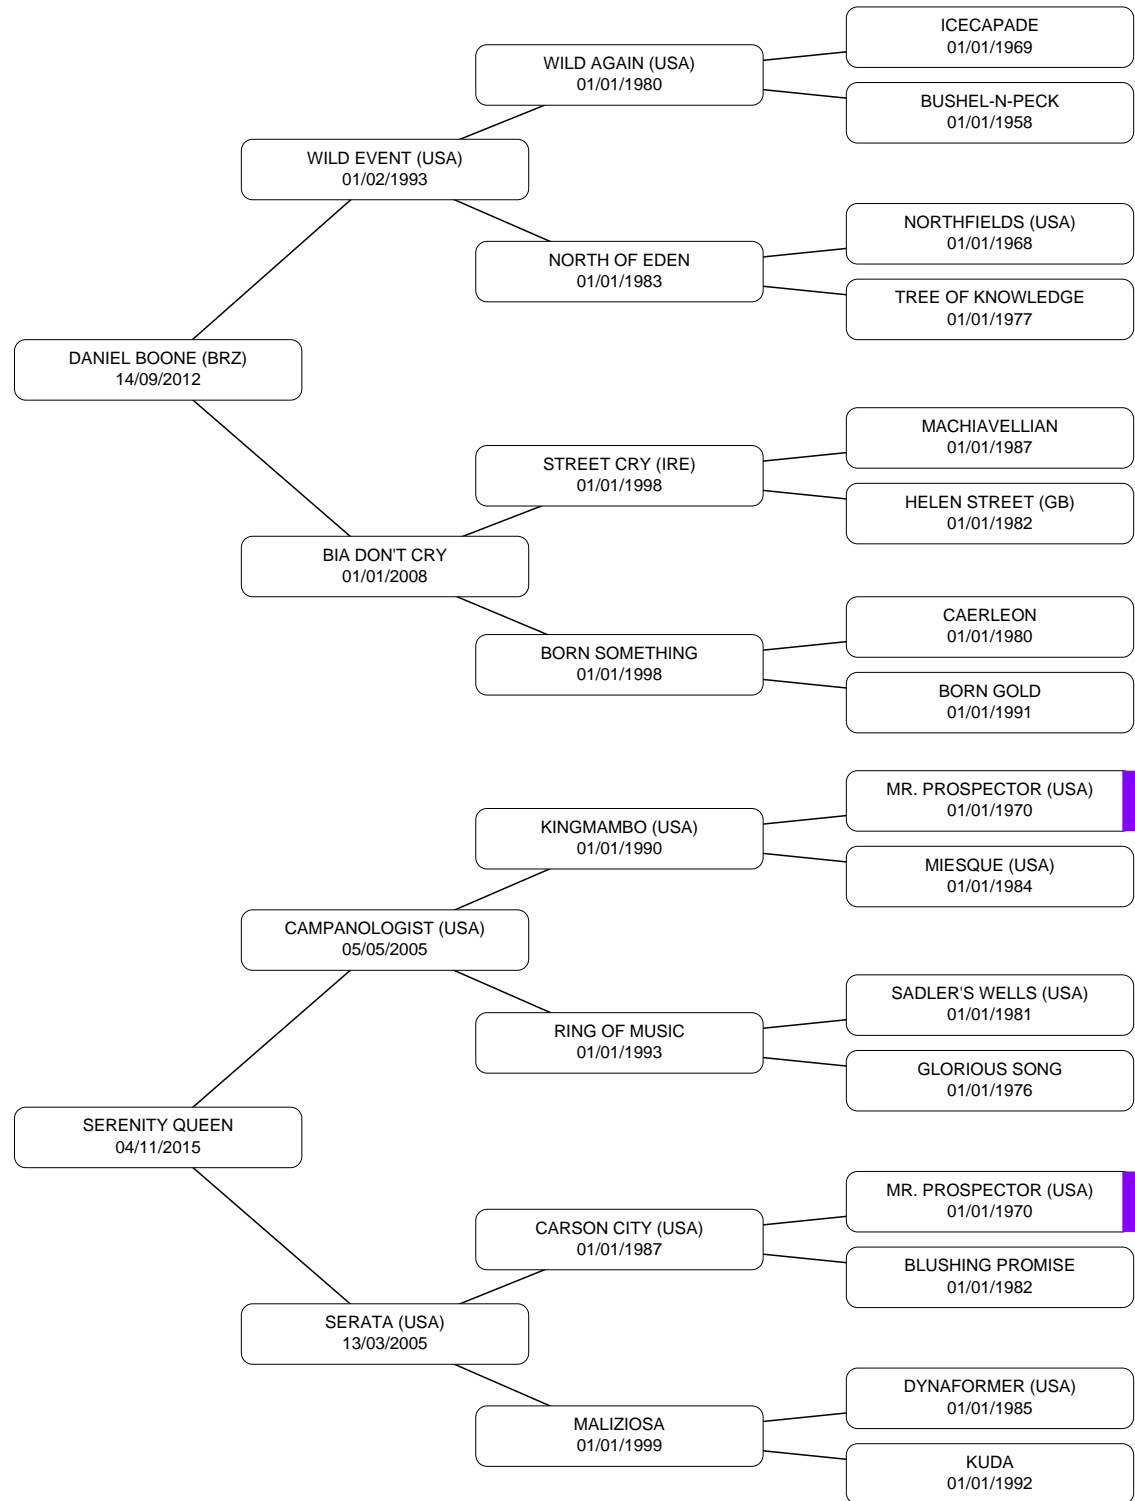 ICECAPADE
01/01/1969
WILD AGAIN (USA)
01/01/1980
BUSHEL-N-PECK
01/01/1958
WILD EVENT (USA)
01/02/1993
NORTHFIELDS (USA)
01/01/1968
NORTH OF EDEN
01/01/1983
TREE OF KNOWLEDGE
01/01/1977
DANIEL BOONE (BRZ)
14/09/2012
MACHIAVELLIAN
01/01/1987
STREET CRY (IRE)
01/01/1998
HELEN STREET (GB)
01/01/1982
BIA DON'T CRY
01/01/2008
CAERLEON
01/01/1980
BORN SOMETHING
01/01/1998
BORN GOLD
01/01/1991
MR. PROSPECTOR (USA)
01/01/1970
KINGMAMBO (USA)
01/01/1990
MIESQUE (USA)
01/01/1984
CAMPANOLOGIST (USA)
05/05/2005
SADLER'S WELLS (USA)
01/01/1981
RING OF MUSIC
01/01/1993
GLORIOUS SONG
01/01/1976
SERENITY QUEEN
04/11/2015
MR. PROSPECTOR (USA)
01/01/1970
CARSON CITY (USA)
01/01/1987
BLUSHING PROMISE
01/01/1982
SERATA (USA)
13/03/2005
DYNAFORMER (USA)
01/01/1985
MALIZIOSA
01/01/1999
KUDA
01/01/1992